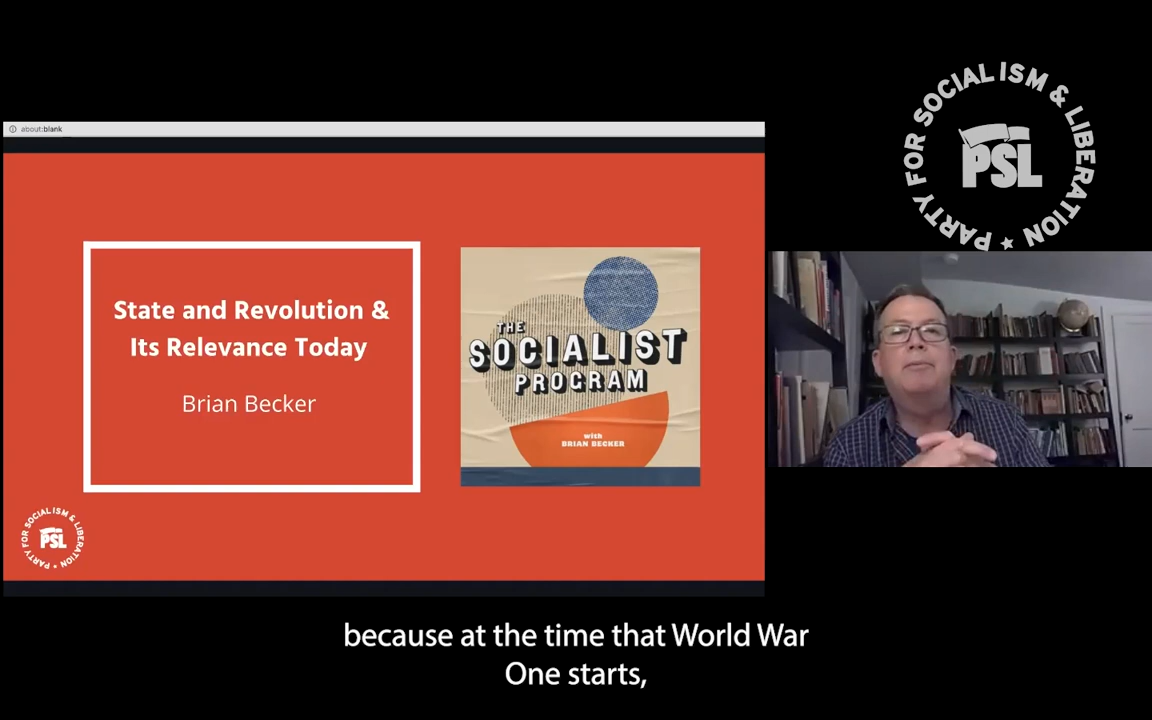 PARTY FOR SOCIALISM & LIBERATION ★
PSL
about:blank
State and Revolution &
Its Relevance Today
Brian Becker
THE
SOCIALIST
PROGRAM
with
BRIAN BECKER
PARTY FOR SOCIALISM & LIBERATION ★
PSL
because at the time that World War
One starts,